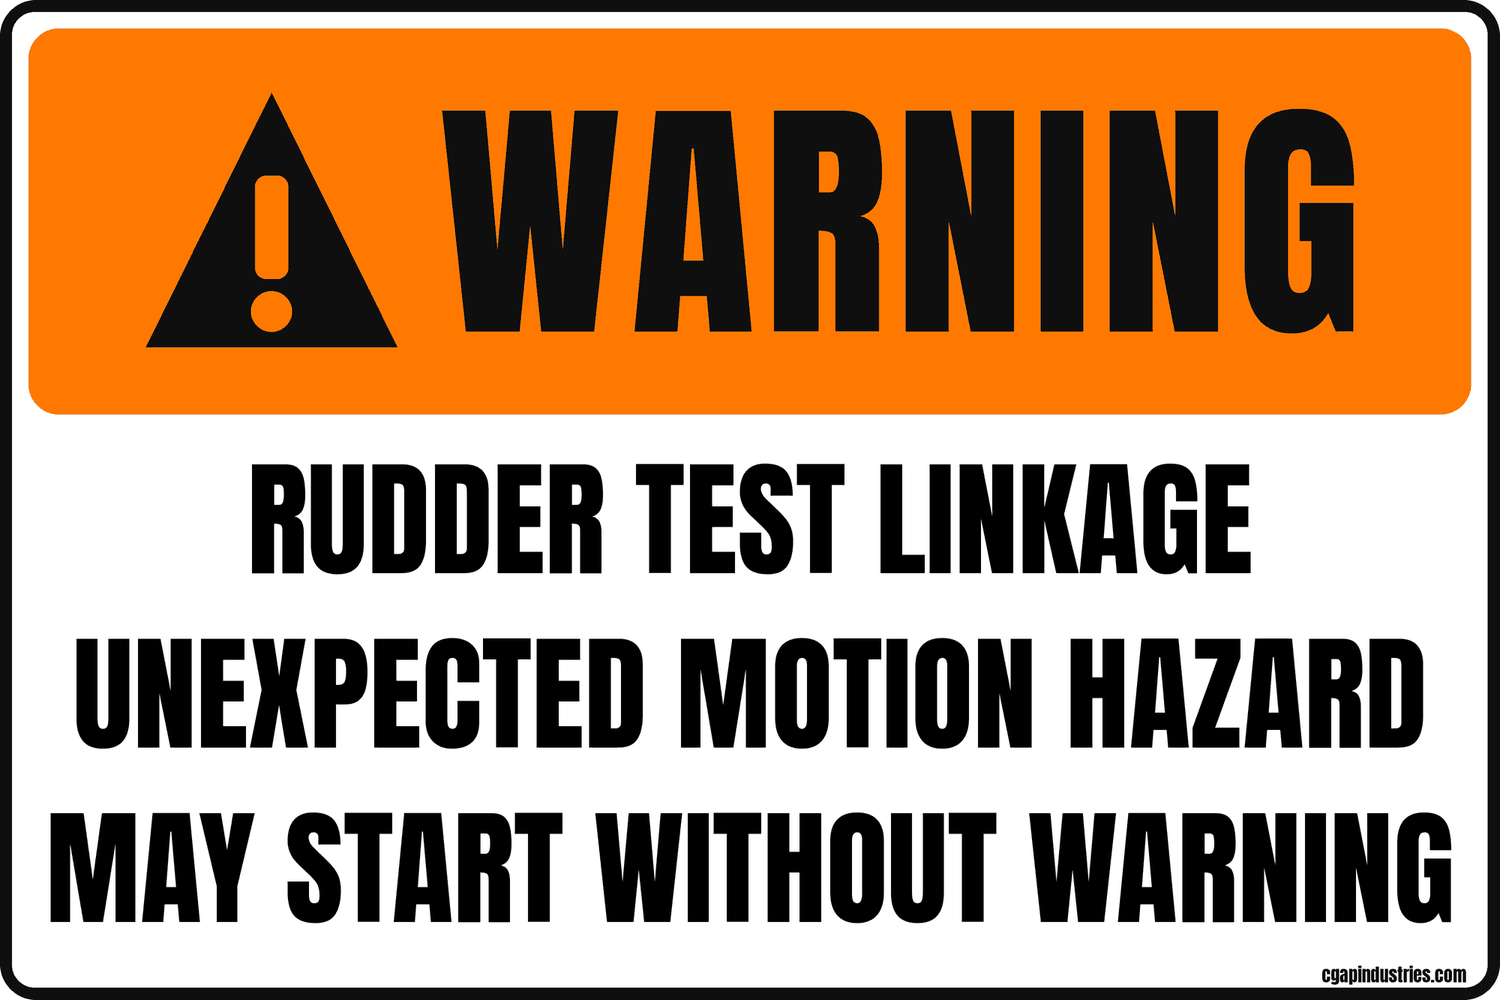 WARNING
RUDDER TEST LINKAGE
UNEXPECTED MOTION HAZARD
MAY START WITHOUT WARNING
cgapindustries.com